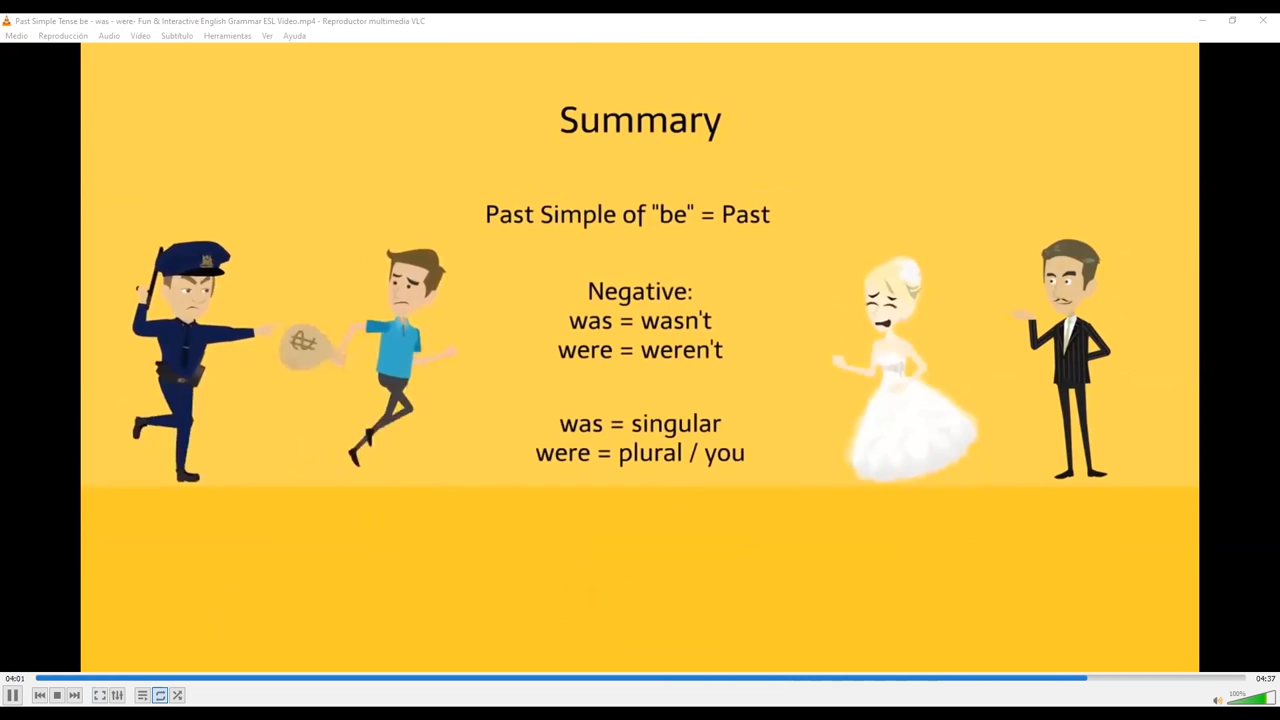 Past Simple Tense be - was - were- Fun & Interactive English Grammar ESL Video.mp4 - Reproductor multimedia VLC
Medio Reproducción Audio Vídeo Subtítulo Herramientas Ver Ayuda
Summary
Past Simple of "be" = Past
Negative:
was = wasn't
were = weren't
was = singular
were = plural / you
04:01
04:37
100%